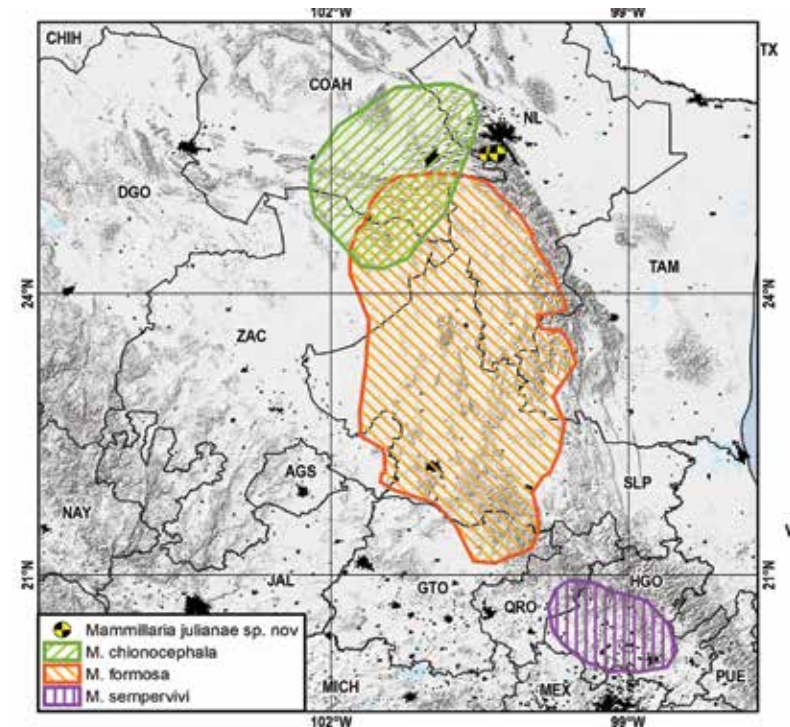 102°W
99°W
CHIH
TX
COAH
NL
DGO
TAM
24°N
24°N
ZAC
AGS
SLP
NAY
21°N
21°N
JAL
GTO
QRO
HGO
Mammillaria julianae sp. nov
M. chionocephala
M. formosa
M. sempervivi
MICH
MEX
PUE
102°W
99°W